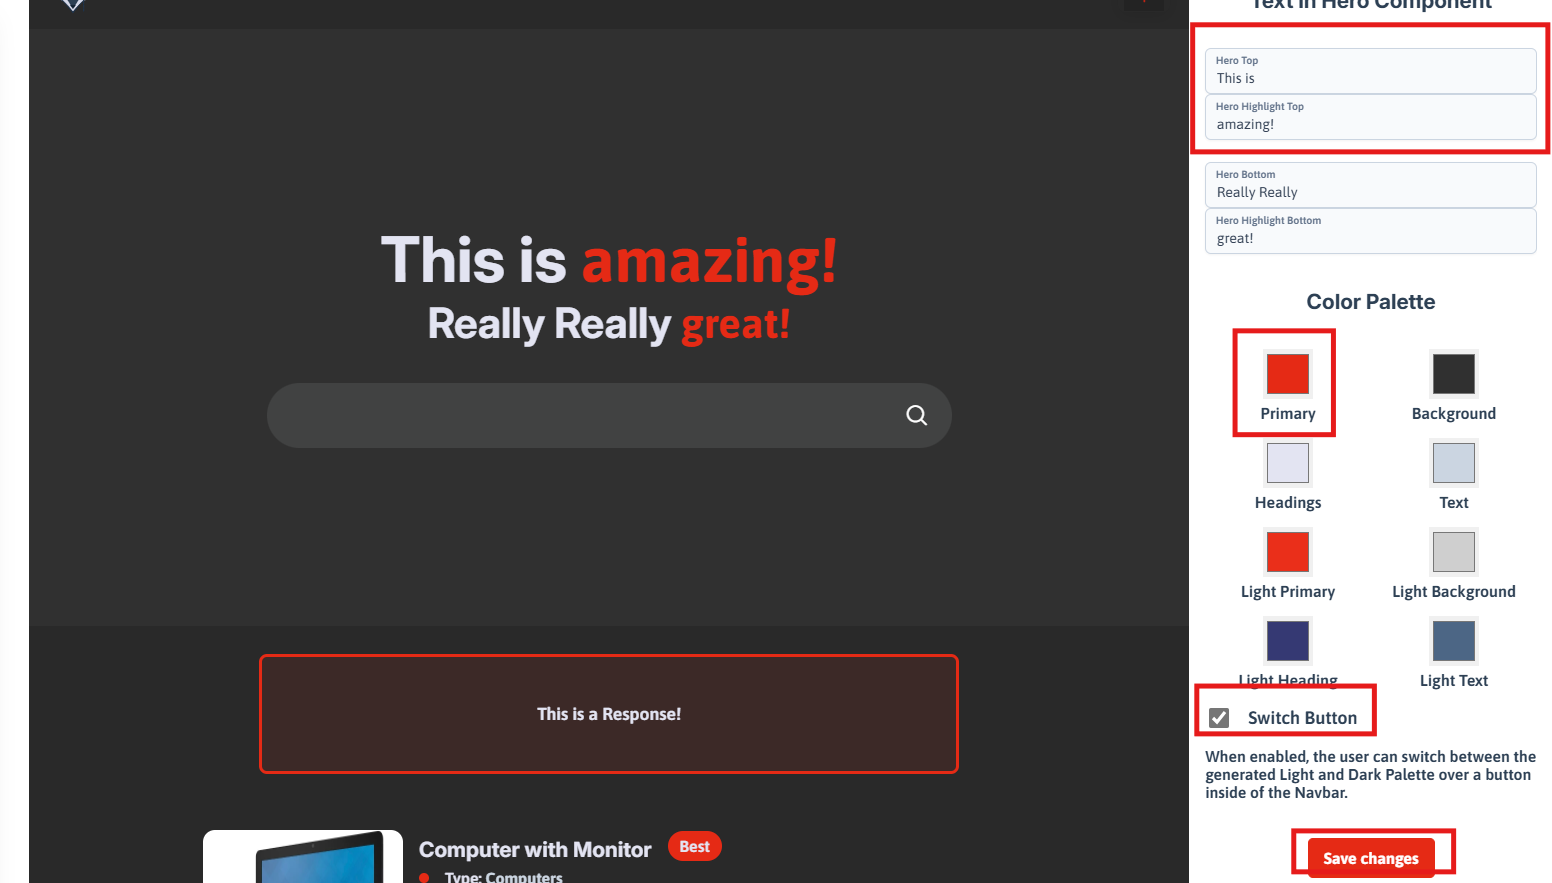 This is amazing!
Really Really great!
This is a Response!
Computer with Monitor
Best
Type: Computers
Text in Hero Component
Hero Top
This is
Hero Highlight Top
amazing!
Hero Bottom
Really Really
Hero Highlight Bottom
great!
Color Palette
Primary
Background
Headings
Text
Light Primary
Light Background
Light Heading
Light Text
Switch Button
When enabled, the user can switch between the
generated Light and Dark Palette over a button
inside of the Navbar.
Save changes